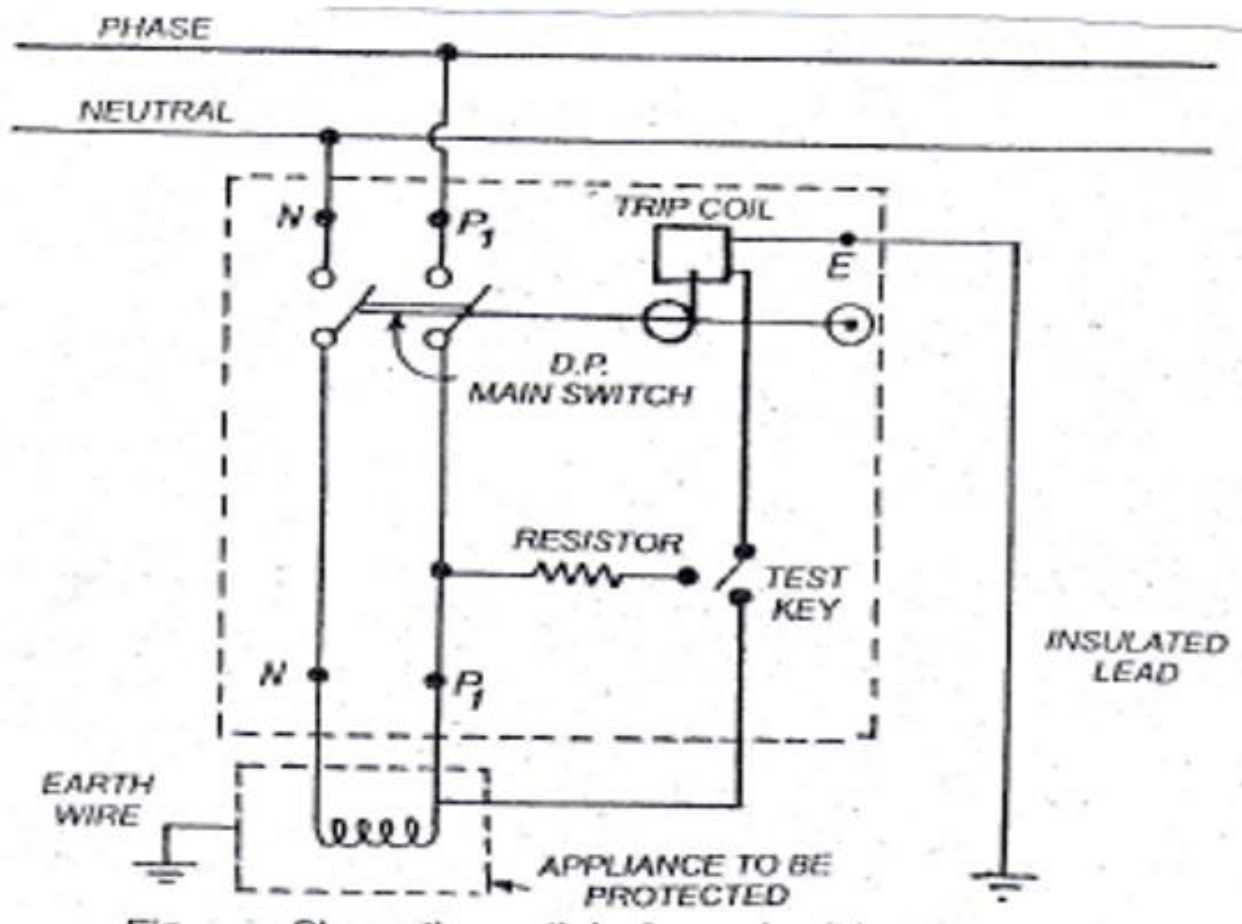 PHASE
NEUTRAL
N P1
TRIP COIL
E
D.P.
MAIN SWITCH
RESISTOR
TEST
KEY
N P1
INSULATED
LEAD
EARTH
WIRE
APPLIANCE TO BE
PROTECTED